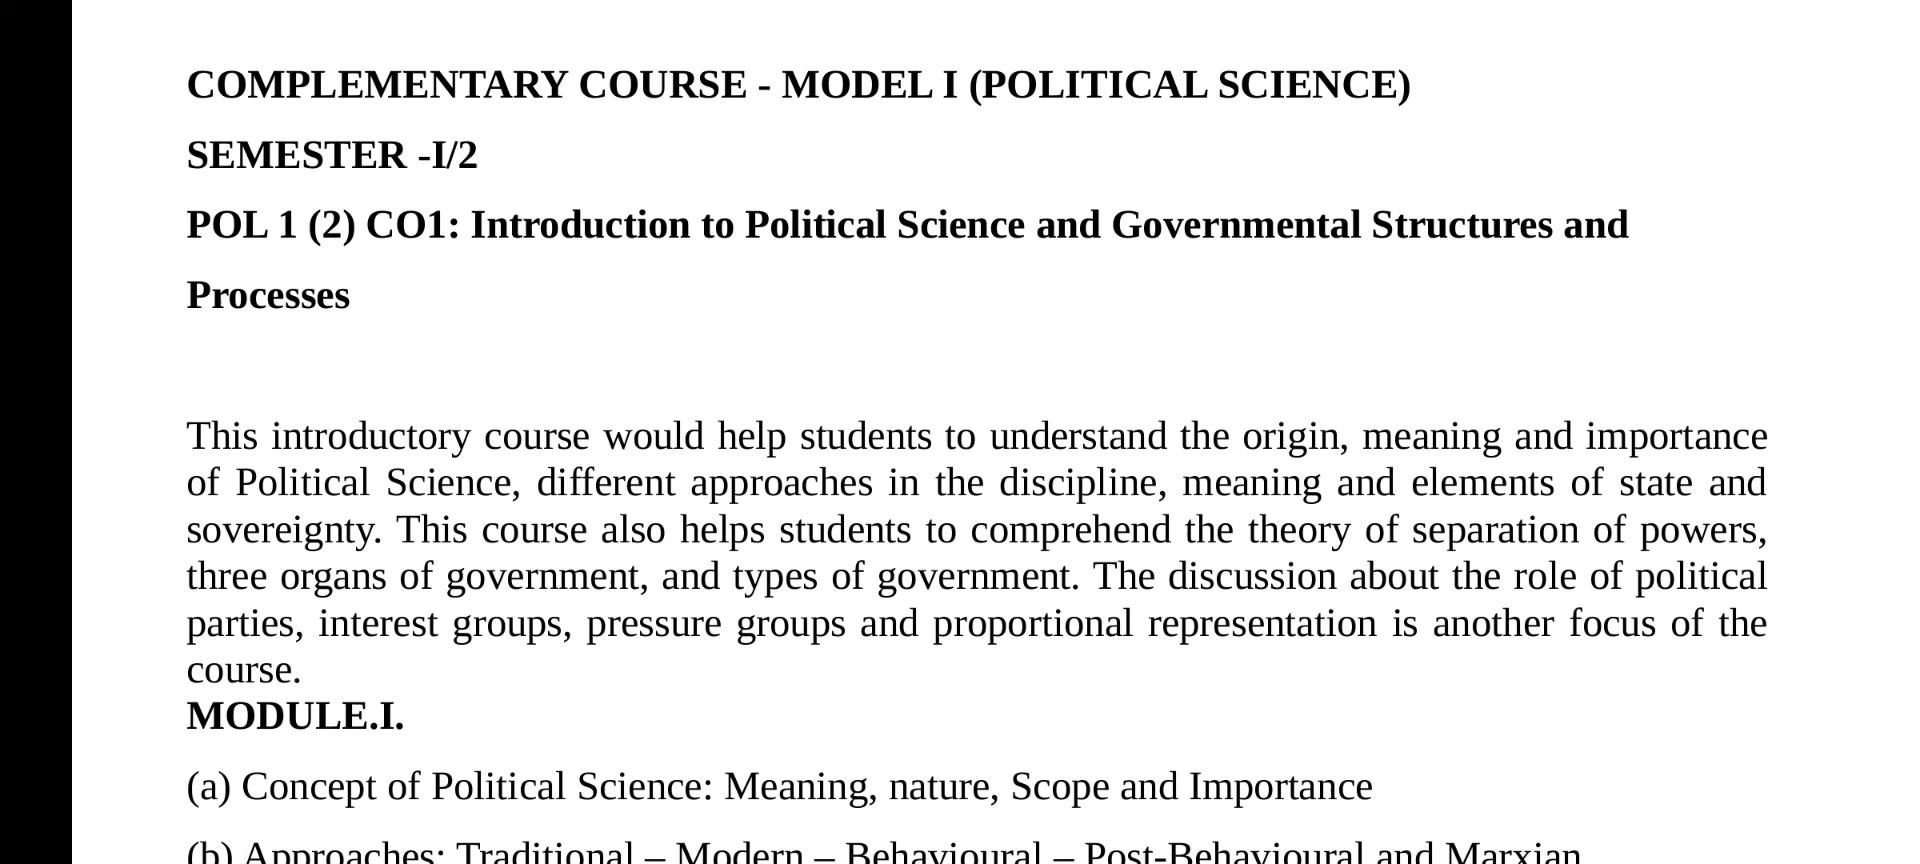 COMPLEMENTARY COURSE - MODEL I (POLITICAL SCIENCE)
SEMESTER -I/2
POL 1 (2) CO1: Introduction to Political Science and Governmental Structures and
Processes
This introductory course would help students to understand the origin, meaning and importance
of Political Science, different approaches in the discipline, meaning and elements of state and
sovereignty. This course also helps students to comprehend the theory of separation of powers,
three organs of government, and types of government. The discussion about the role of political
parties, interest groups, pressure groups and proportional representation is another focus of the
course.
MODULE.I.
(a) Concept of Political Science: Meaning, nature, Scope and Importance
(b) Approaches: Traditional – Modern – Behavioural – Post-Behavioural and Marxian